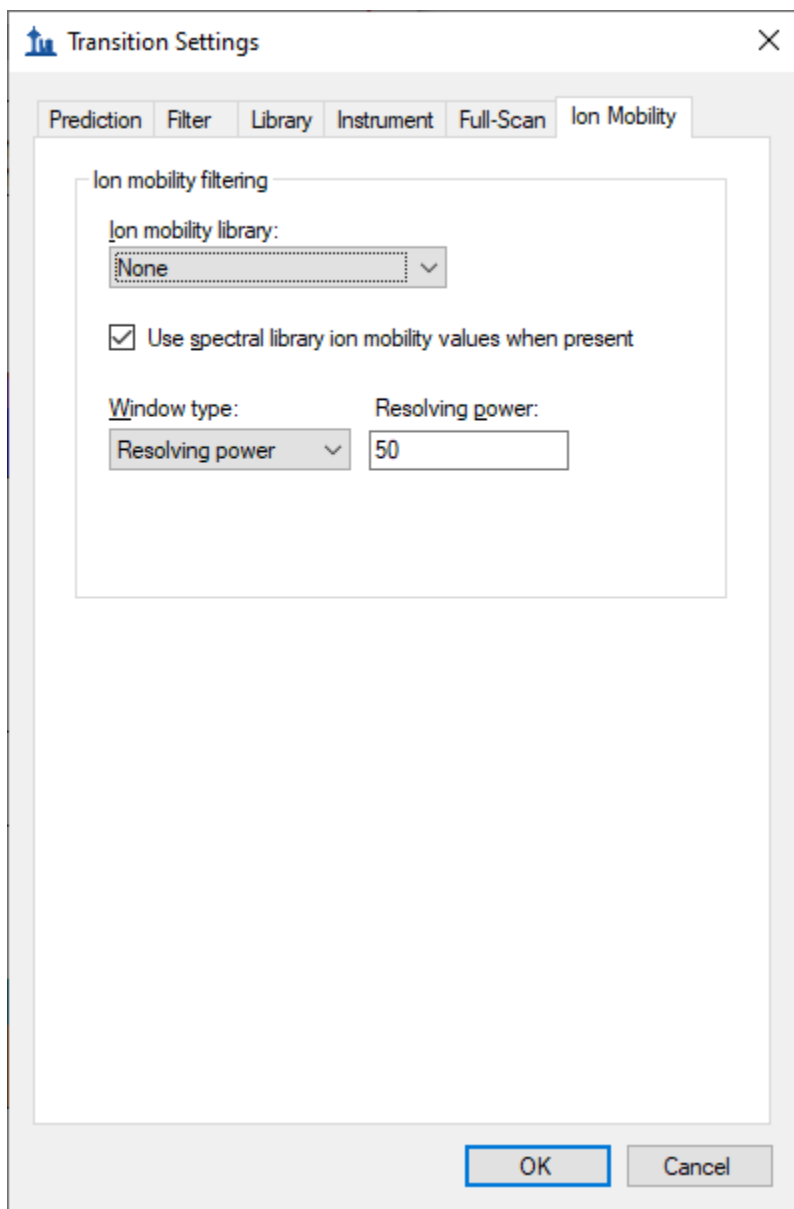 Transition Settings
Prediction Filter Library Instrument Full-Scan Ion Mobility
Ion mobility filtering
Ion mobility library:
None
Use spectral library ion mobility values when present
Window type: Resolving power:
Resolving power 50
OK Cancel